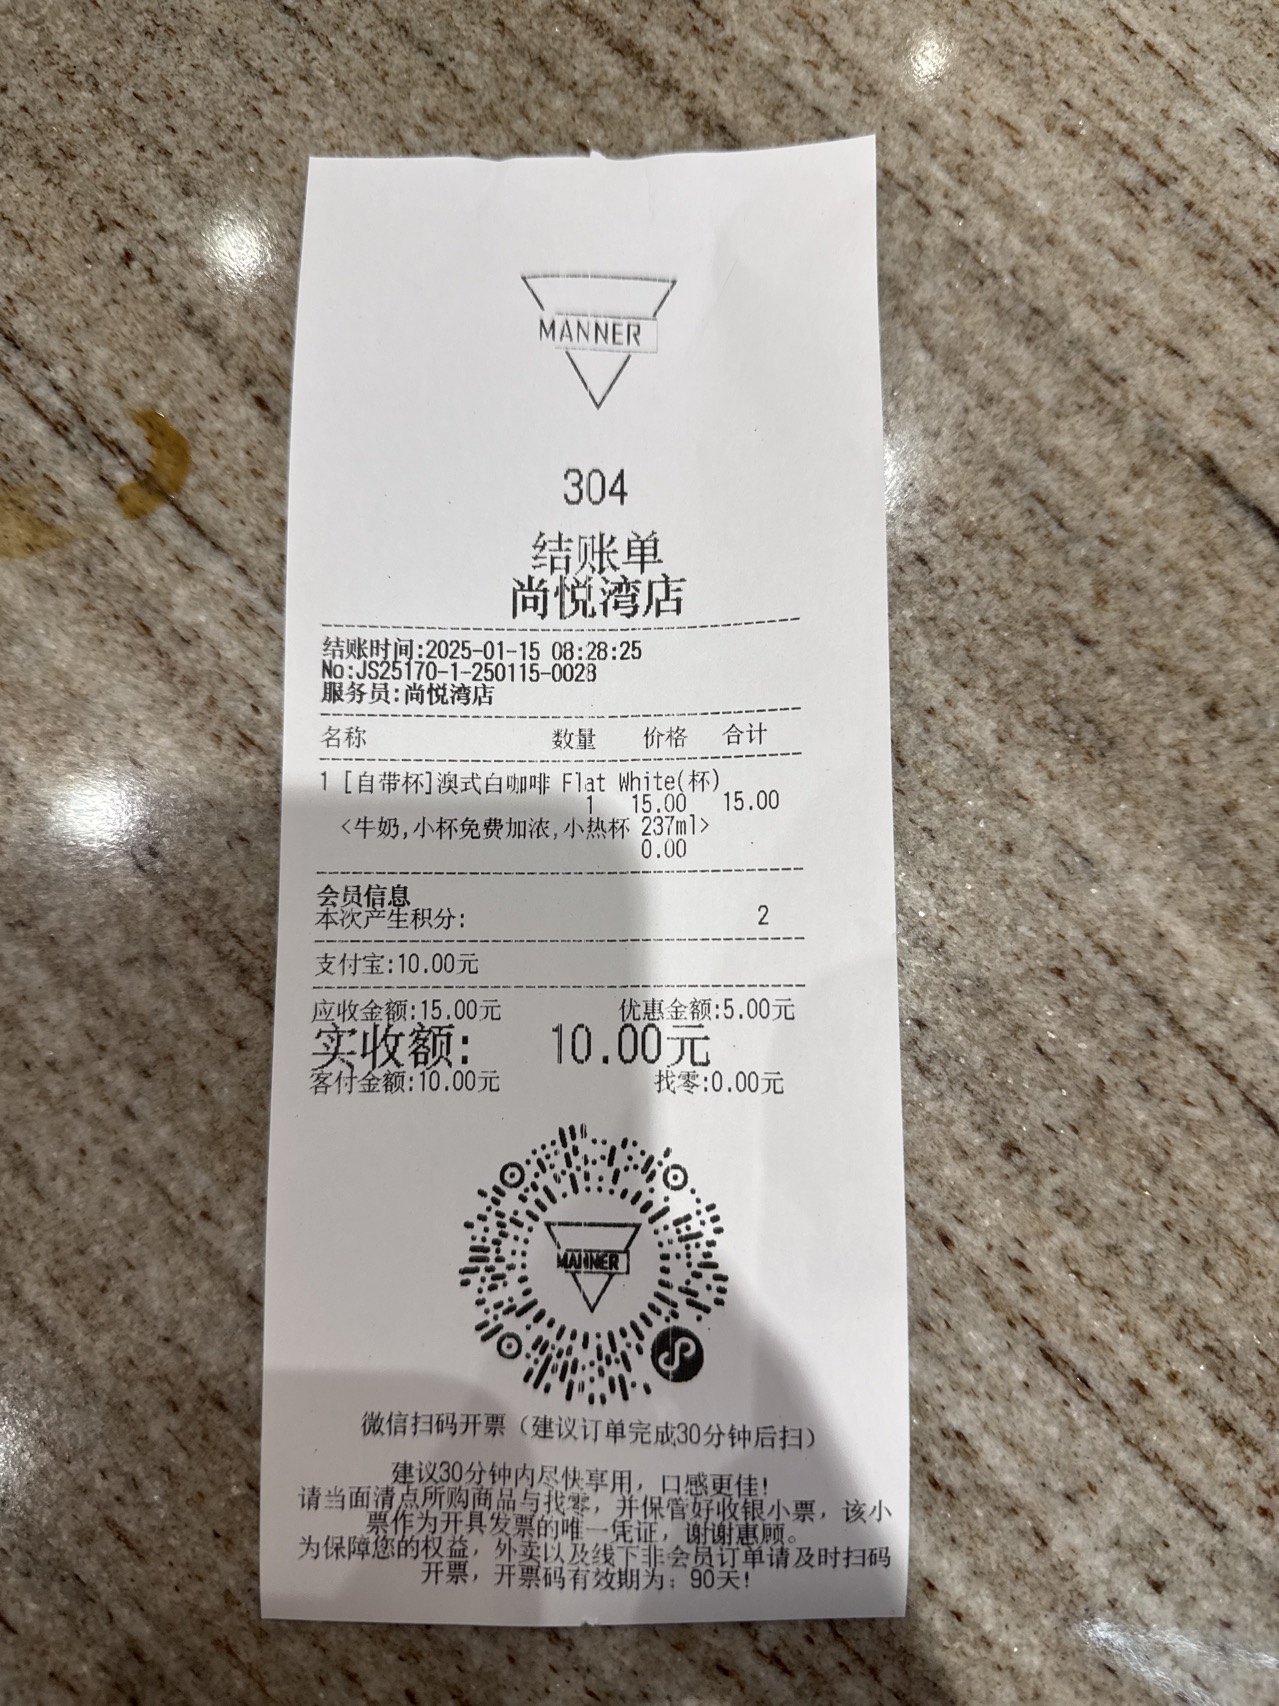 MANNER
304
结账单
尚悦湾店
结账时间:2025-01-15 08:28:25
No:JS25170-1-250115-0028
服务员:尚悦湾店
名称 数量 价格 合计
1 [自带杯]澳式白咖啡 Flat White(杯)
1 15.00 15.00
<牛奶,小杯免费加浓,小热杯 237ml>
0.00
会员信息
本次产生积分: 2
支付宝:10.00元
应收金额:15.00元 优惠金额:5.00元
实收额: 10.00元
客付金额:10.00元 找零:0.00元
MANNER
微信扫码开票（建议订单完成30分钟后扫）
建议30分钟内尽快享用，口感更佳!
请当面清点所购商品与找零，并保管好收银小票，该小
票作为开具发票的唯一凭证，谢谢惠顾。
为保障您的权益，外卖以及线下非会员订单请及时扫码
开票，开票码有效期为：90天!